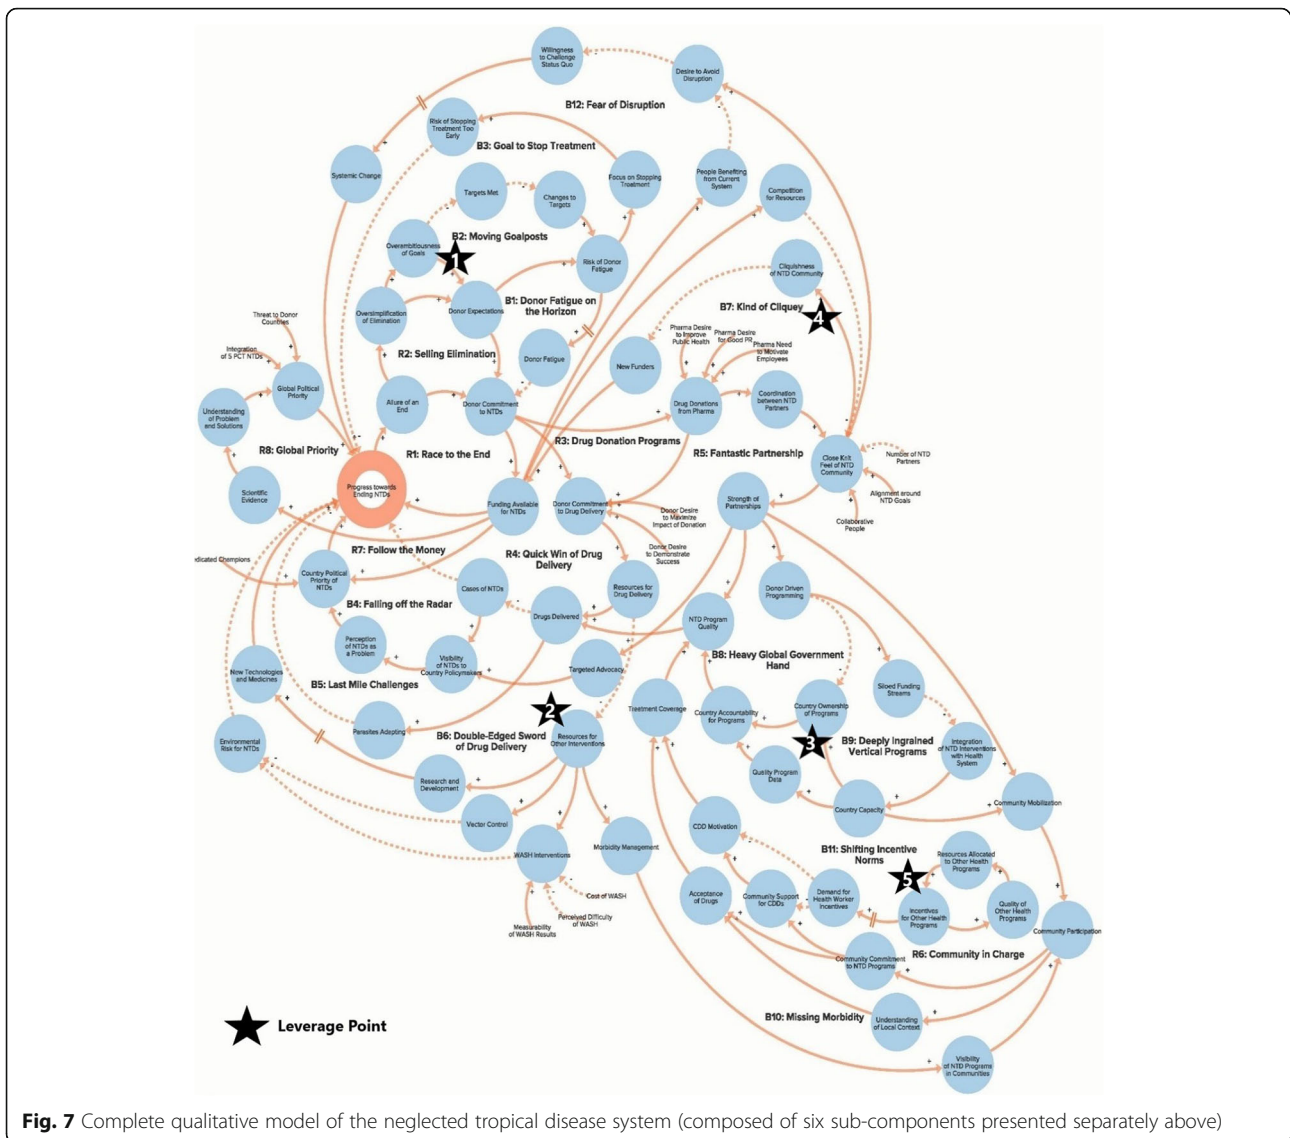 Willingness
to Challenge
Status Quo
Desire to Avoid
Disruption
B12: Fear of Disruption
Risk of Stopping
Treatment Too
Early
B3: Goal to Stop Treatment
Systemic Change
Focus on Stopping
Treatment
People Benefiting
from Current
System
Competition
for Resources
Targets Met
Changes to
Targets
Overambitiousness
of Goals
B2: Moving Goalposts
1
Risk of Donor
Fatigue
Cliquishness
of NTD Community
B7: Kind of Cliquey
4
Oversimplification
of Elimination
Donor Expectations
B1: Donor Fatigue on
the Horizon
Threat to Donor
Countries
Integration
of 5 PCT NTDs
R2: Selling Elimination
Donor Fatigue
New Funders
Pharma Desire
to Improve
Public Health
Pharma Desire
for Good PR
Pharma Need
to Motivate
Employees
Global Political
Priority
Understanding
of Problem
and Solutions
Allure of an
End
Donor Commitment
to NTDs
Drug Donations
from Pharma
Coordination
between NTD
Partners
R8: Global Priority
R1: Race to the End
R3: Drug Donation Programs
R5: Fantastic Partnership
Close Knit
Feel of NTD
Community
Number of NTD
Partners
Alignment around
NTD Goals
Collaborative
People
Scientific
Evidence
Progress towards
Ending NTDs
Funding Available
for NTDs
Donor Commitment
to Drug Delivery
Donor Desire
to Maximize
Impact of Donation
Donor Desire
to Demonstrate
Success
Strength of
Partnerships
R7: Follow the Money
R4: Quick Win of Drug
Delivery
edicated Champions
Country Political
Priority of
NTDs
Cases of NTDs
Resources for
Drug Delivery
Donor Driven
Programming
B4: Falling off the Radar
Drugs Delivered
NTD Program
Quality
Perception
of NTDs as
a Problem
Visibility
of NTDs to
Country Policymakers
Targeted Advocacy
B8: Heavy Global Government
Hand
New Technologies
and Medicines
B5: Last Mile Challenges
Siloed Funding
Streams
Treatment Coverage
Country Accountability
for Programs
Country Ownership
of Programs
2
3
Environmental
Risk for NTDs
Parasites Adapting
B6: Double-Edged Sword
of Drug Delivery
Resources for
Other Interventions
B9: Deeply Ingrained
Vertical Programs
Integration
of NTD Interventions
with Health
System
Research and
Development
Quality Program
Data
Country Capacity
Community Mobilization
Vector Control
CDD Motivation
WASH Interventions
Morbidity Management
B11: Shifting Incentive
Norms
Resources Allocated
to Other Health
Programs
5
Cost of WASH
Perceived Difficulty
of WASH
Measurability
of WASH Results
Acceptance
of Drugs
Community Support
for CDDs
Demand for
Health Worker
Incentives
Incentives
for Other Health
Programs
Quality of
Other Health
Programs
Community Participation
R6: Community in Charge
Community Commitment
to NTD Programs
B10: Missing Morbidity
Understanding
of Local Context
Visibility
of NTD Programs
in Communities
Leverage Point
Fig. 7 Complete qualitative model of the neglected tropical disease system (composed of six sub-components presented separately above)